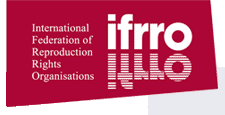 International
Federation of
Reproduction
Rights
Organisations
ifrro